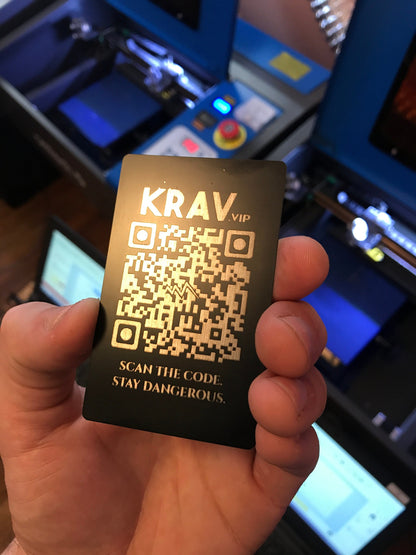 KRAV
.VIP
SCAN THE CODE.
STAY DANGEROUS.